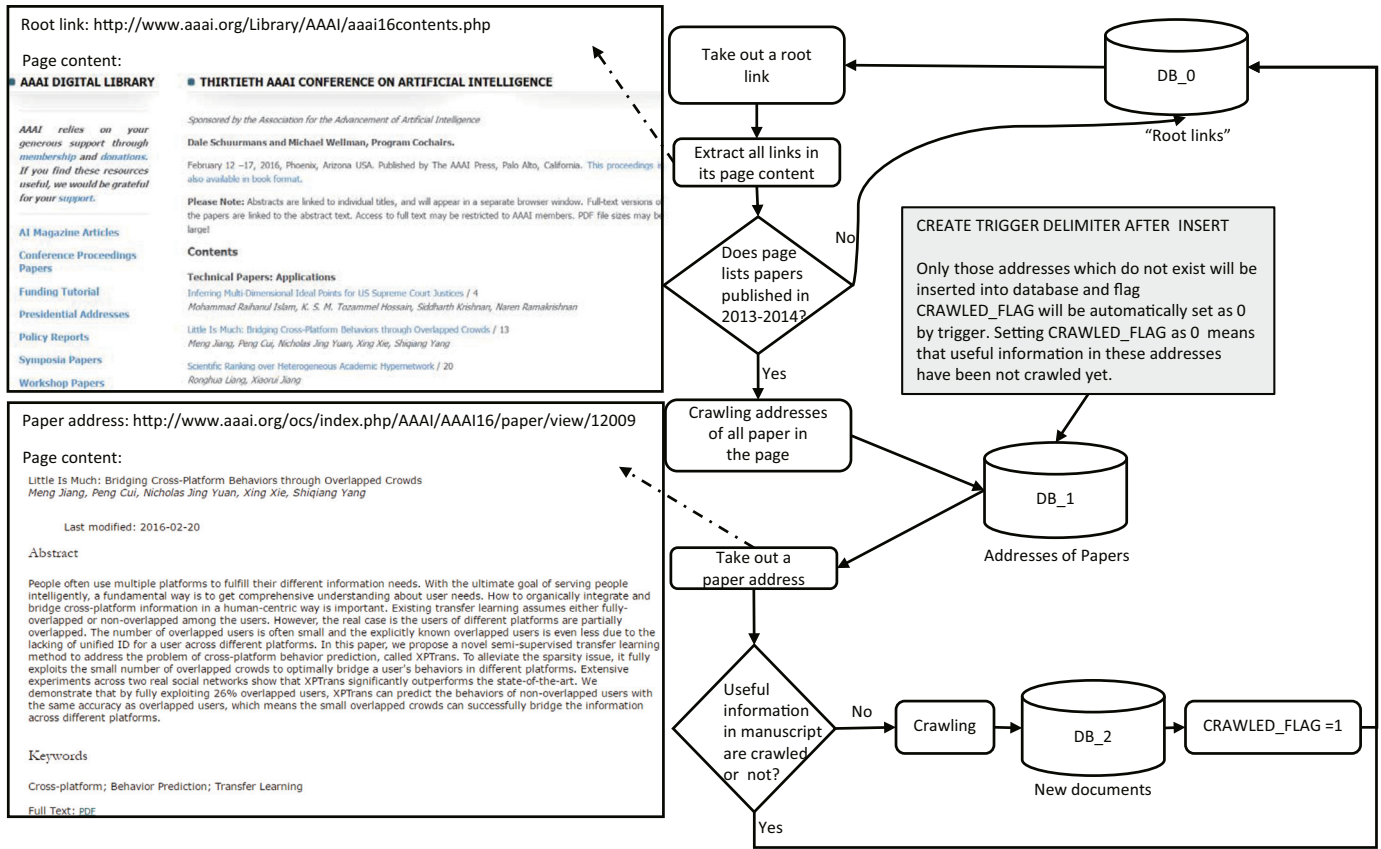 Root link: http://www.aaai.org/Library/AAAI/aaai16contents.php
Page content:
AAAI DIGITAL LIBRARY
AAAI relies on your
generous support through
membership and donations.
If you find these resources
useful, we would be grateful
for your support.
AI Magazine Articles
Conference Proceedings
Papers
Funding Tutorial
Presidential Addresses
Policy Reports
Symposia Papers
Workshop Papers
THIRTIETH AAAI CONFERENCE ON ARTIFICIAL INTELLIGENCE
Sponsored by the Association for the Advancement of Artificial Intelligence
Dale Schuurmans and Michael Wellman, Program Cochairs.
February 12 –17, 2016, Phoenix, Arizona USA. Published by The AAAI Press, Palo Alto, California. This proceedings is
also available in book format.
Please Note: Abstracts are linked to individual titles, and will appear in a separate browser window. Full-text versions o
the papers are linked to the abstract text. Access to full text may be restricted to AAAI members. PDF file sizes may be
large!
Contents
Technical Papers: Applications
Inferring Multi-Dimensional Ideal Points for US Supreme Court Justices / 4
Mohammad Raihanul Islam, K. S. M. Tozammel Hossain, Siddharth Krishnan, Naren Ramakrishnan
Little Is Much: Bridging Cross-Platform Behaviors through Overlapped Crowds / 13
Meng Jiang, Peng Cui, Nicholas Jing Yuan, Xing Xie, Shiqiang Yang
Scientific Ranking over Heterogeneous Academic Hypernetwork / 20
Ronghua Liang, Xiaorui Jiang
Paper address: http://www.aaai.org/ocs/index.php/AAAI/AAAI16/paper/view/12009
Page content:
Little Is Much: Bridging Cross-Platform Behaviors through Overlapped Crowds
Meng Jiang, Peng Cui, Nicholas Jing Yuan, Xing Xie, Shiqiang Yang
Last modified: 2016-02-20
Abstract
People often use multiple platforms to fulfill their different information needs. With the ultimate goal of serving people
intelligently, a fundamental way is to get comprehensive understanding about user needs. How to organically integrate and
bridge cross-platform information in a human-centric way is important. Existing transfer learning assumes either fully-
overlapped or non-overlapped among the users. However, the real case is the users of different platforms are partially
overlapped. The number of overlapped users is often small and the explicitly known overlapped users is even less due to the
lacking of unified ID for a user across different platforms. In this paper, we propose a novel semi-supervised transfer learning
method to address the problem of cross-platform behavior prediction, called XPTrans. To alleviate the sparsity issue, it fully
exploits the small number of overlapped crowds to optimally bridge a user's behaviors in different platforms. Extensive
experiments across two real social networks show that XPTrans significantly outperforms the state-of-the-art. We
demonstrate that by fully exploiting 26% overlapped users, XPTrans can predict the behaviors of non-overlapped users with
the same accuracy as overlapped users, which means the small overlapped crowds can successfully bridge the information
across different platforms.
Keywords
Cross-platform; Behavior Prediction; Transfer Learning
Full Text: PDF
Take out a root
link
DB_0
"Root links"
Extract all links in
its page content
Does page
lists papers
published in
2013-2014?
No
Yes
CREATE TRIGGER DELIMITER AFTER INSERT
Only those addresses which do not exist will be
inserted into database and flag
CRAWLED_FLAG will be automatically set as 0
by trigger. Setting CRAWLED_FLAG as 0 means
that useful information in these addresses
have been not crawled yet.
Crawling addresses
of all paper in
the page
DB_1
Addresses of Papers
Take out a
paper address
Useful
information
in manuscript
are crawled
or not?
No
Crawling
DB_2
New documents
CRAWLED_FLAG =1
Yes